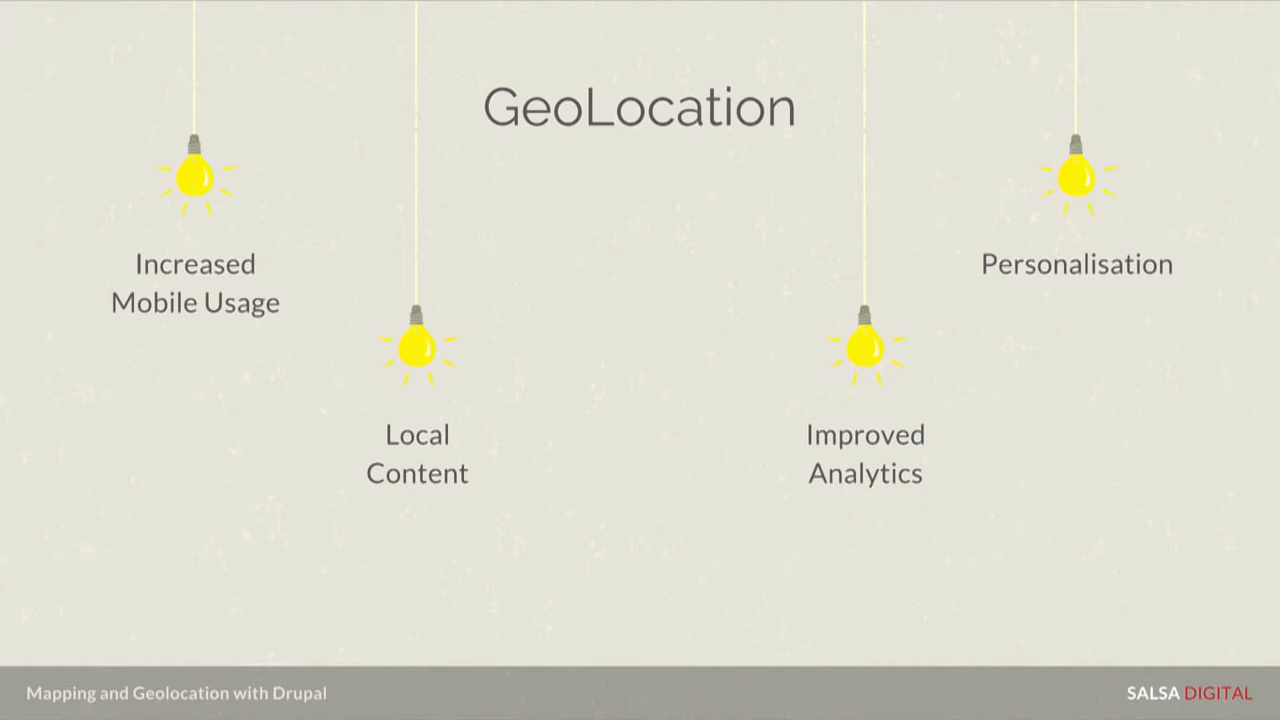 GeoLocation
Increased
Mobile Usage
Local
Content
Improved
Analytics
Personalisation
Mapping and Geolocation with Drupal
SALSA DIGITAL